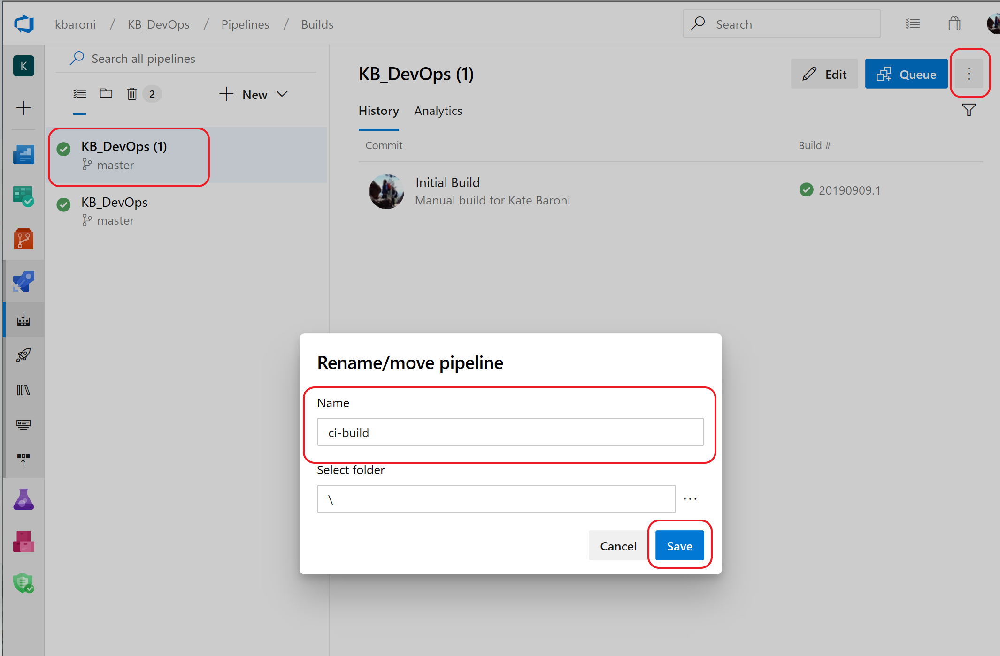 kbaroni / KB_DevOps / Pipelines / Builds
Search
K
Search all pipelines
2
New
KB_DevOps (1)
master
KB_DevOps
master
KB_DevOps (1)
Edit
Queue
History
Analytics
Commit
Build #
Initial Build
Manual build for Kate Baroni
20190909.1
Rename/move pipeline
Name
ci-build
Select folder
\
...
Cancel
Save